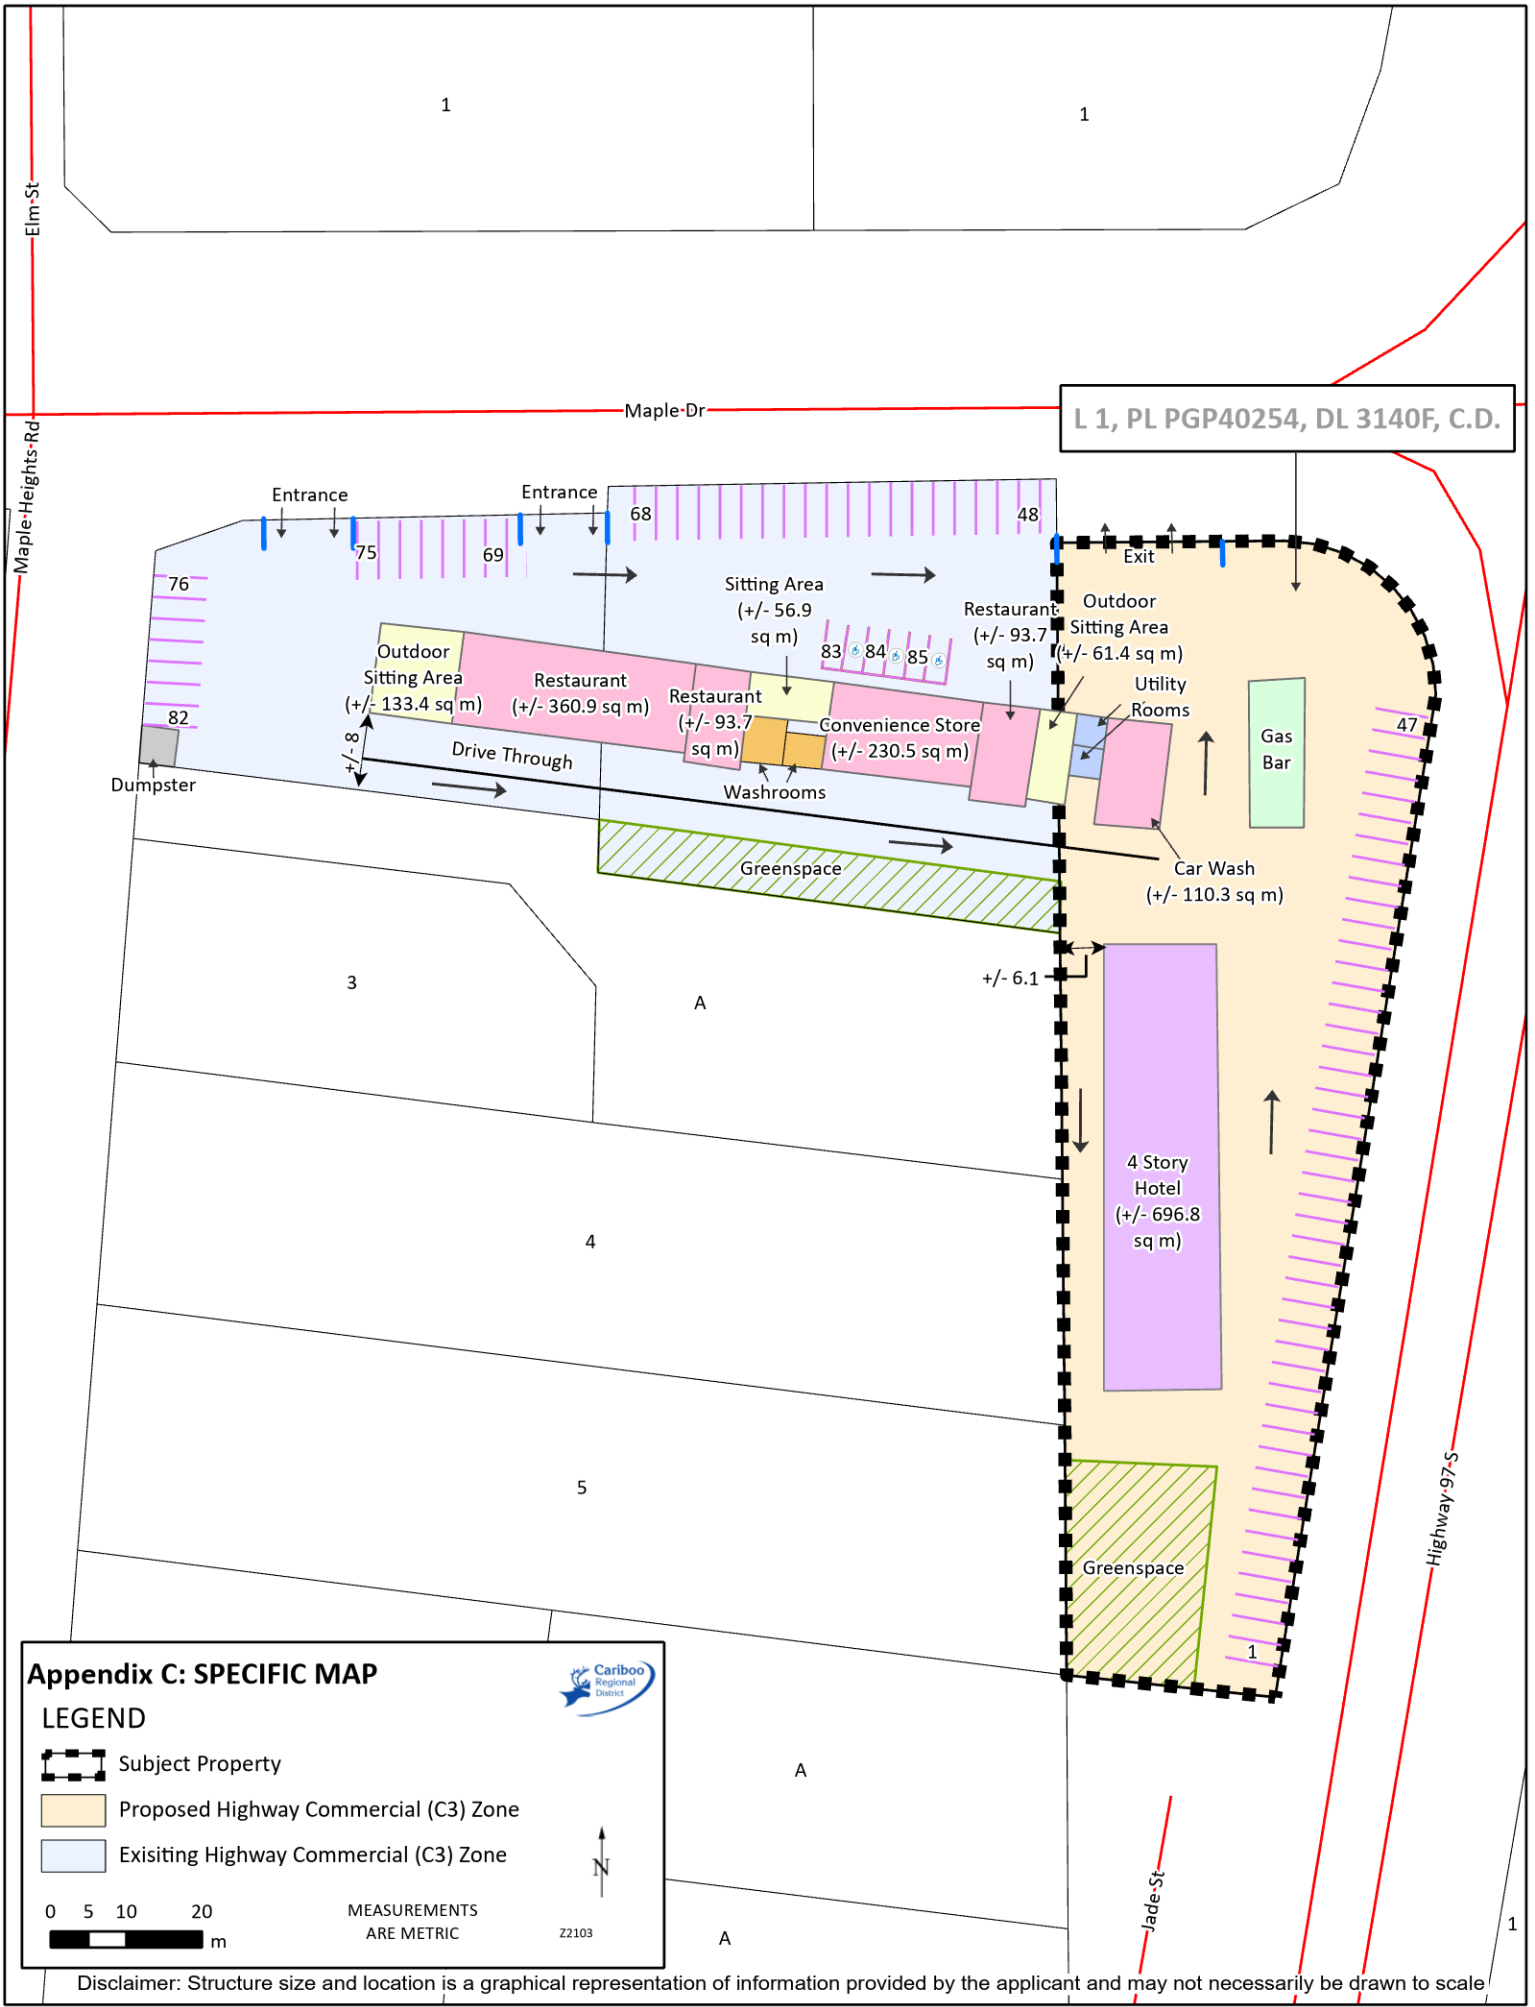 1
1
Elm St
Maple Dr
L 1, PL PGP40254, DL 3140F, C.D.
Maple Heights Rd
Entrance
Entrance
68
48
75
69
Exit
76
Sitting Area
(+/- 56.9
sq m)
Restaurant
(+/- 93.7
sq m)
Outdoor
Sitting Area
(+/- 61.4 sq m)
83
84
85
Outdoor
Sitting Area
(+/- 133.4 sq m)
Restaurant
(+/- 360.9 sq m)
Restaurant
(+/- 93.7
sq m)
Utility
Rooms
82
Convenience Store
(+/- 230.5 sq m)
47
Gas
Bar
+/- 8
Drive Through
Dumpster
Washrooms
Greenspace
Car Wash
(+/- 110.3 sq m)
3
A
+/- 6.1
4 Story
Hotel
(+/- 696.8
sq m)
4
5
Highway 97 S
Greenspace
1
Appendix C: SPECIFIC MAP
Cariboo
Regional
District
LEGEND
Subject Property
Proposed Highway Commercial (C3) Zone
Exisiting Highway Commercial (C3) Zone
N
0 5 10 20
m
MEASUREMENTS
ARE METRIC
Z2103
A
A
Jade St
1
Disclaimer: Structure size and location is a graphical representation of information provided by the applicant and may not necessarily be drawn to scale